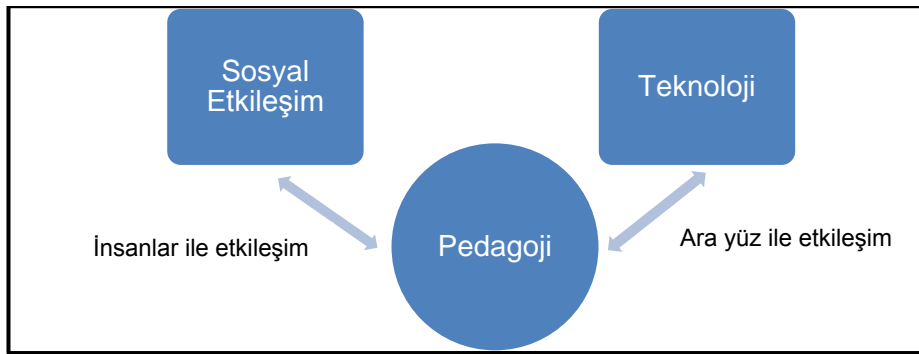 Sosyal
Etkileşim
Teknoloji
İnsanlar ile etkileşim
Pedagoji
Ara yüz ile etkileşim